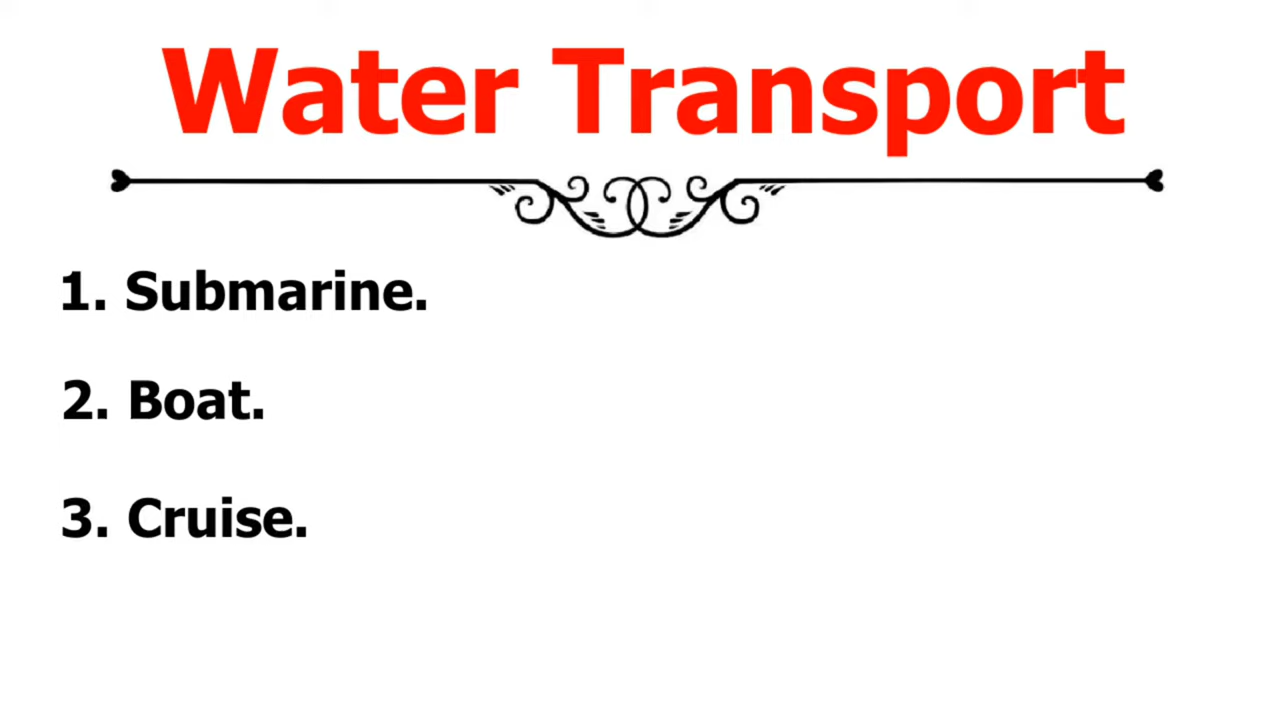 Water Transport
1. Submarine.
2. Boat.
3. Cruise.